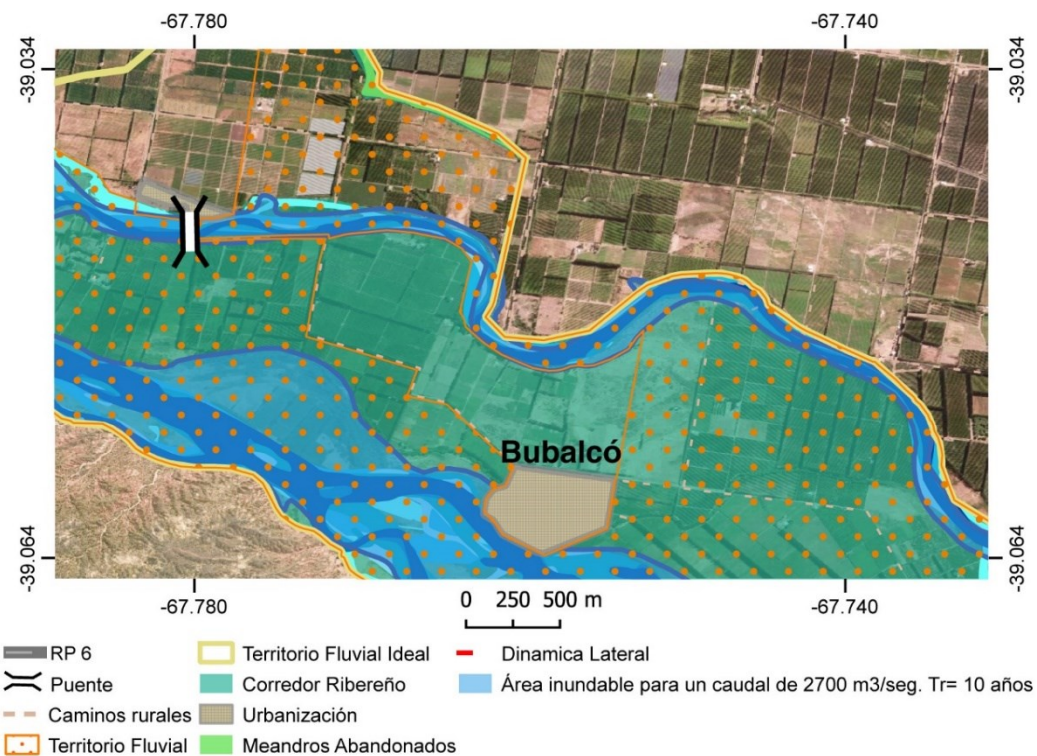 -67.780
-67.740
-39.034
-39.034
Bubalcó
-39.064
-39.064
-67.780
-67.740
0 250 500 m
RP 6
Territorio Fluvial Ideal
Dinamica Lateral
Puente
Corredor Ribereño
Área inundable para un caudal de 2700 m3/seg. Tr= 10 años
Caminos rurales
Urbanización
Territorio Fluvial
Meandros Abandonados